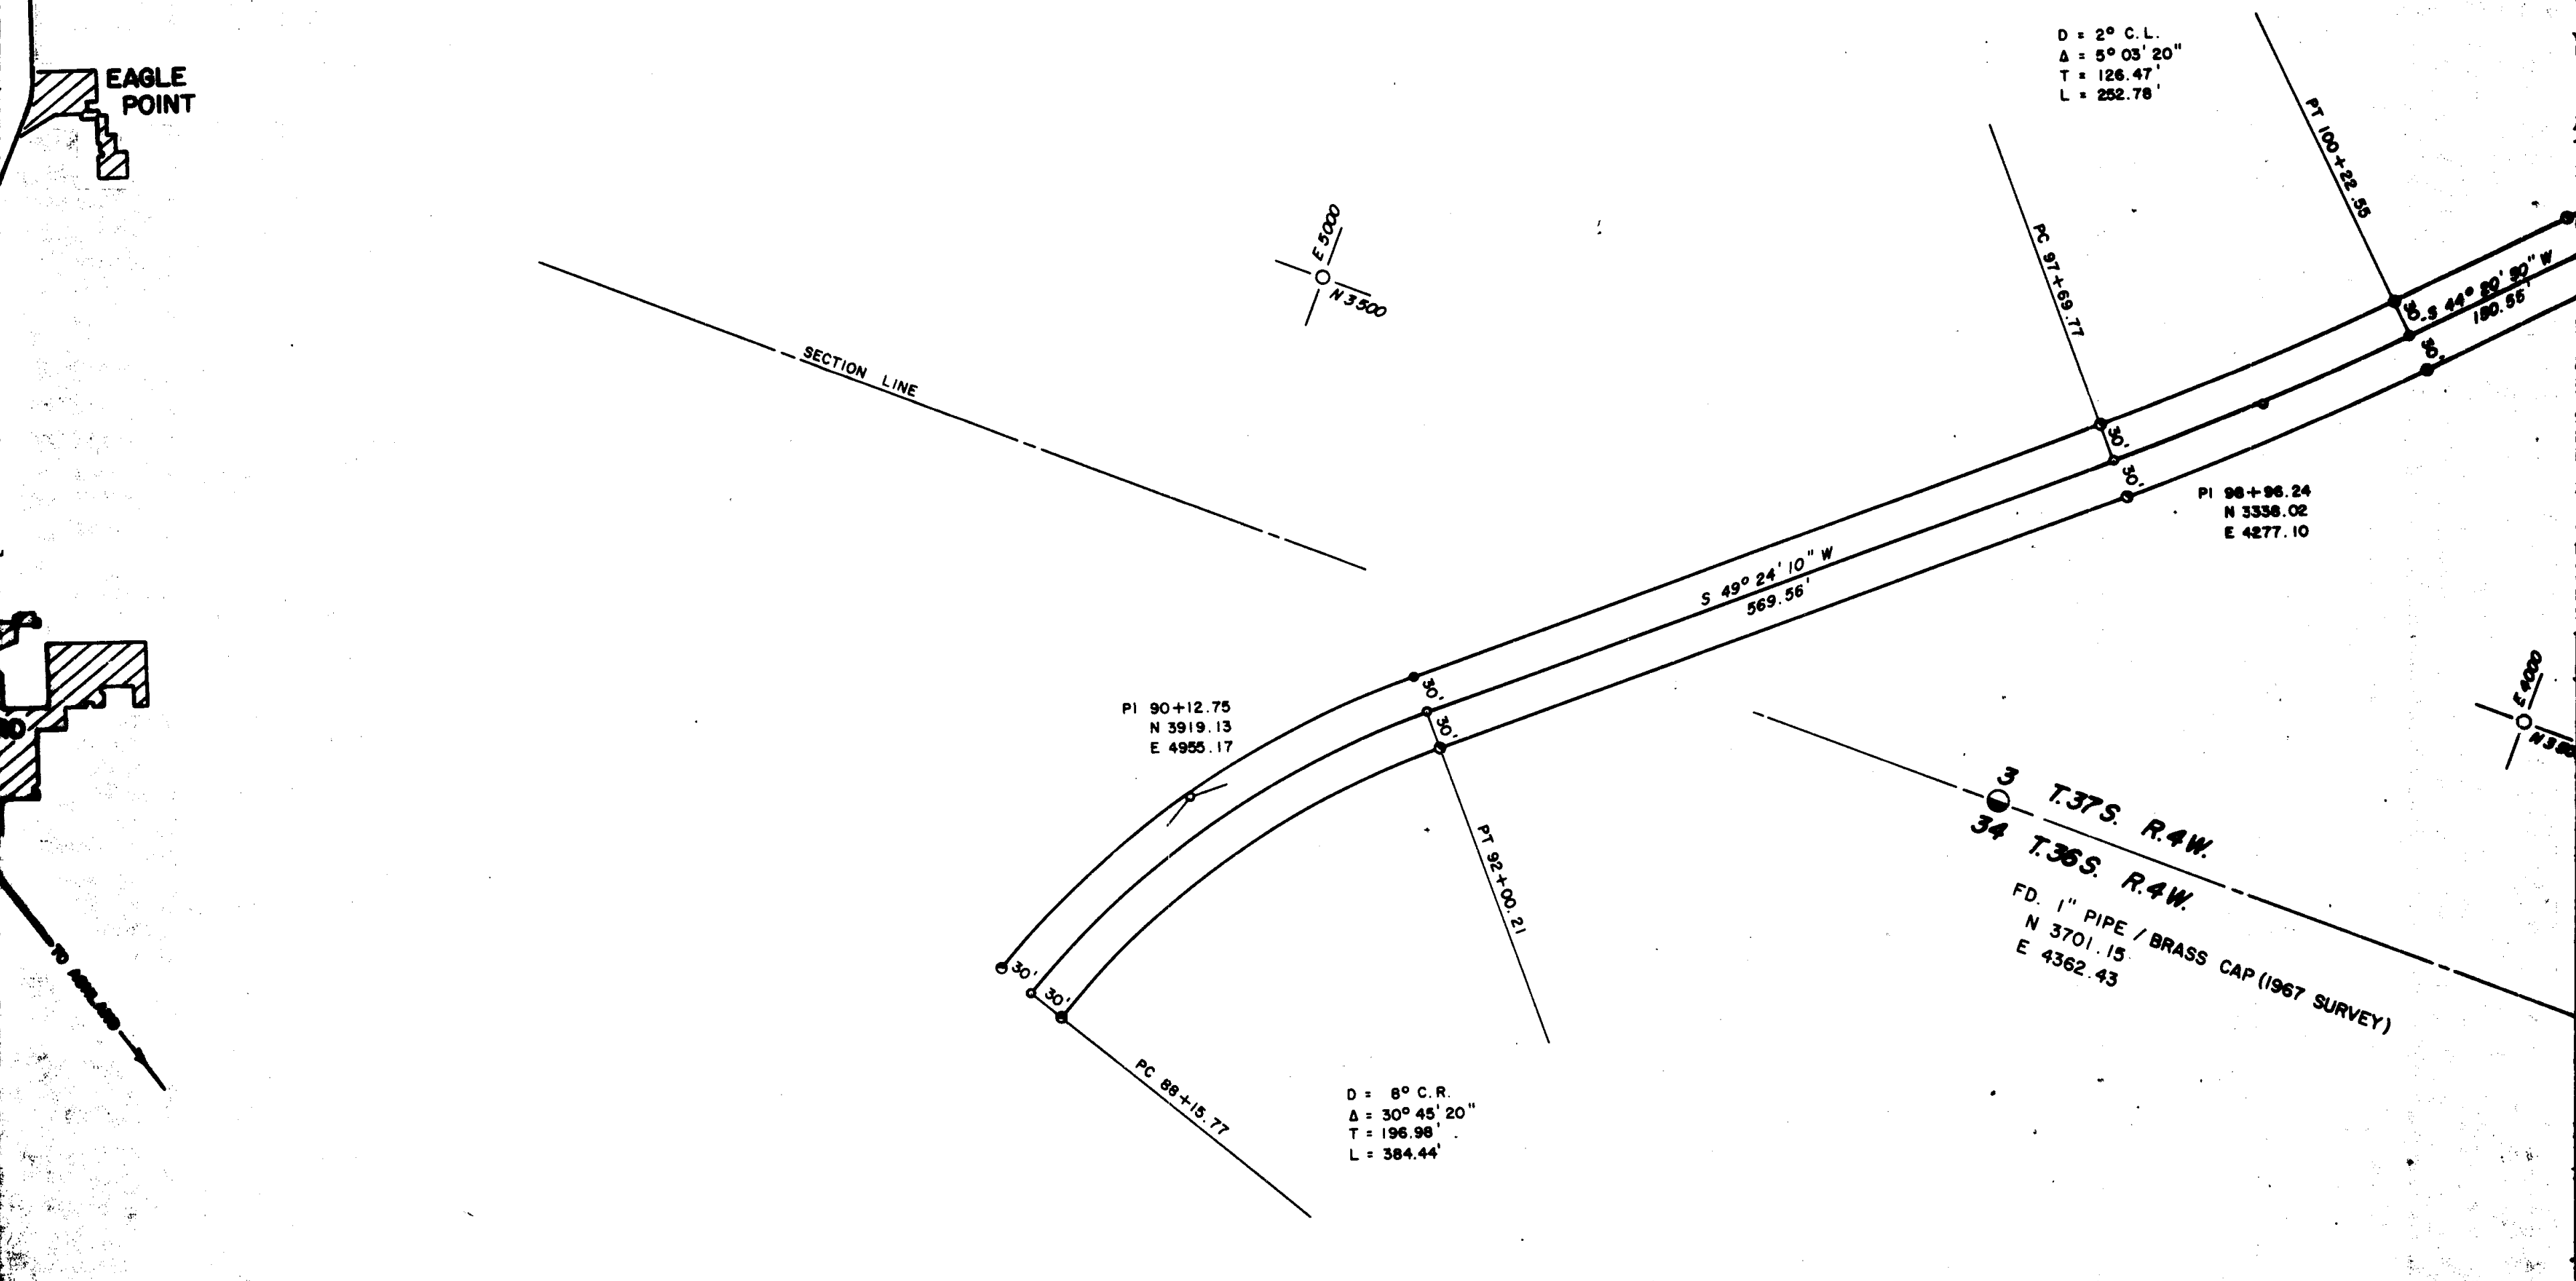 EAGLE
POINT
D = 2° C.L.
Δ = 5° 03' 20"
T = 126.47'
L = 252.78'
PT 100+22.55
PC 97+69.77
E 5000
N 3500
SECTION LINE
30'
30'
S 44° 20' 50" W
190.55'
30'
30'
PI 98+96.24
N 3338.02
E 4277.10
S 49° 24' 10" W
569.56'
E 4000
PI 90+12.75
N 3919.13
E 4955.17
30'
30'
3 T.37S. R.4W.
34 T.36S. R.4W.
FD. 1" PIPE / BRASS CAP (1967 SURVEY)
N 3701.15
E 4362.43
PT 92+00.21
30'
30'
TO ASHLAND
PC 88+15.77
D = 8° C.R.
Δ = 30° 45' 20"
T = 196.98'
L = 384.44'